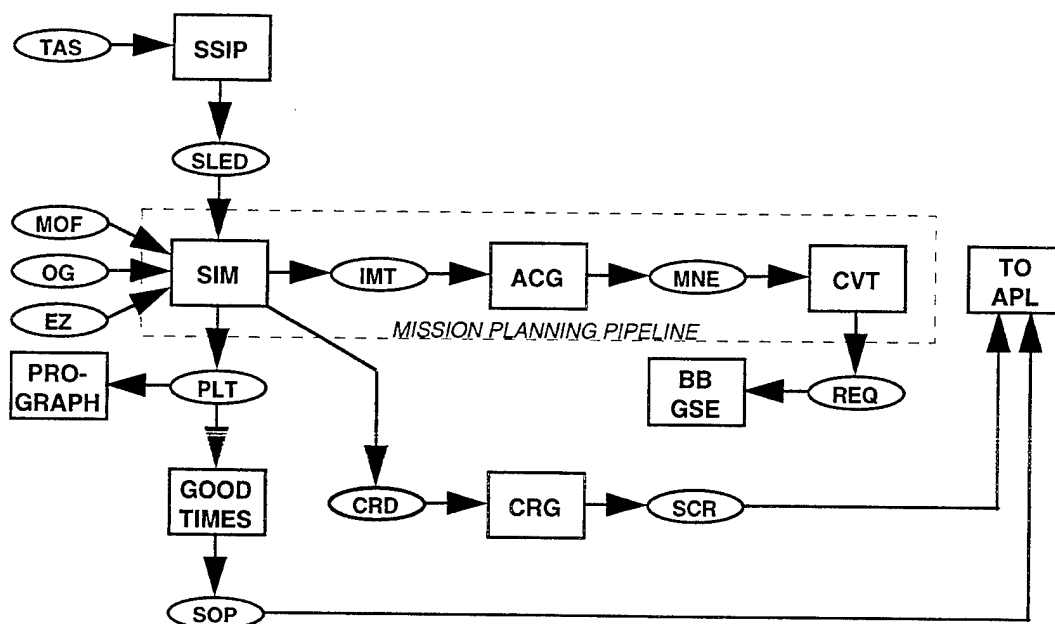 TAS
SSIP
SLED
MOF
OG
EZ
SIM
IMT
ACG
MNE
CVT
TO
APL
MISSION PLANNING PIPELINE
PRO-
GRAPH
PLT
BB
GSE
REQ
GOOD
TIMES
CRD
CRG
SCR
SOP